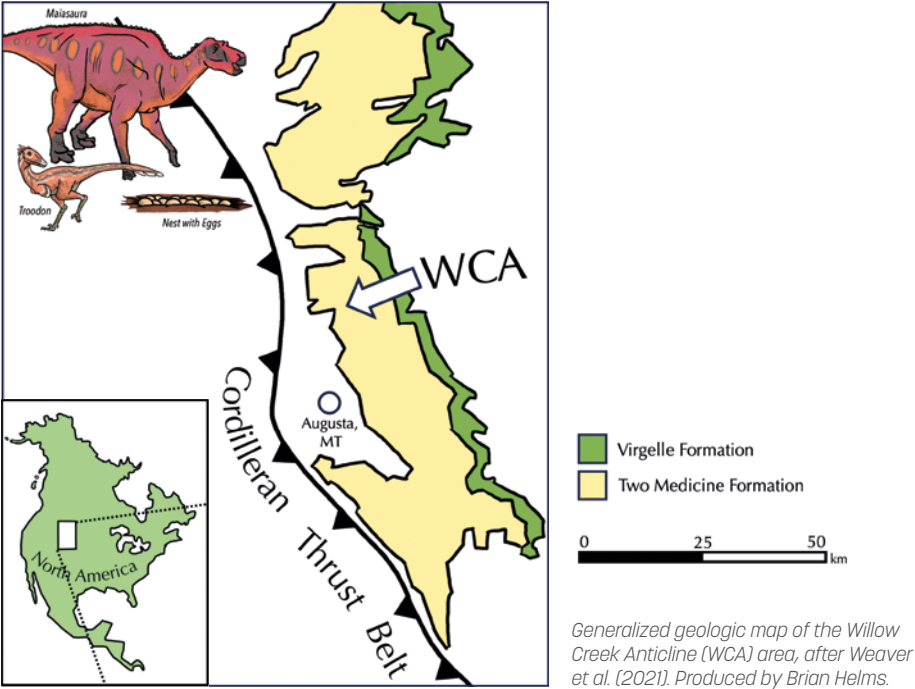 Maiasaura
Troodon
Nest with Eggs
WCA
Augusta,
MT
Cordilleran Thrust Belt
North America
Virgelle Formation
Two Medicine Formation
0 25 50
km
Generalized geologic map of the Willow
Creek Anticline (WCA) area, after Weaver
et al. (2021). Produced by Brian Helms.